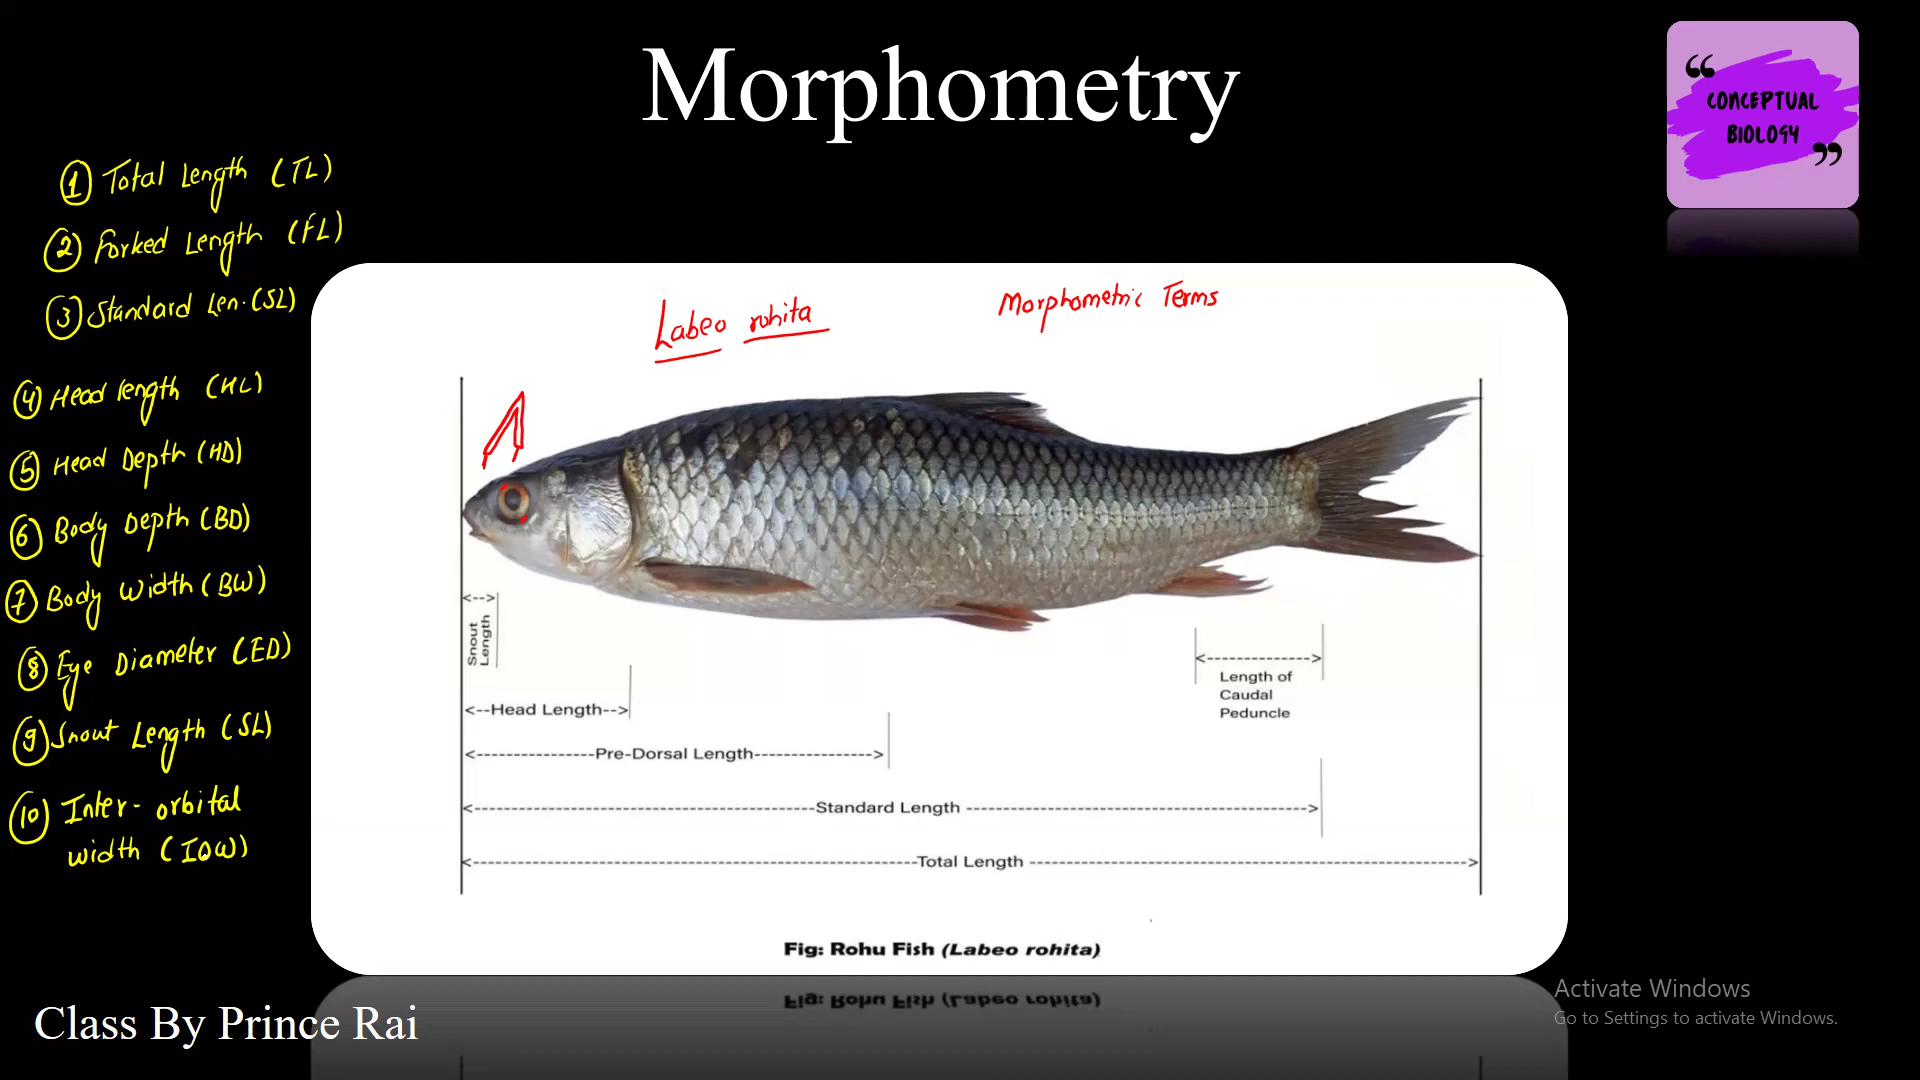 Morphometry
“
CONCEPTUAL
BIOLOGY
”
① Total Length (TL)
② Forked Length (FL)
③ Standard Len. (SL)
④ Head length (HL)
⑤ Head Depth (HD)
⑥ Body Depth (BD)
⑦ Body Width (BW)
⑧ Eye Diameter (ED)
⑨ Snout Length (SL)
⑩ Inter-orbital
width (IOW)
Labeo rohita
Morphometric Terms
Snout
Length
Length of
Caudal
Peduncle
<--Head Length-->
Pre-Dorsal Length
Standard Length
Total Length
Fig: Rohu Fish (Labeo rohita)
Class By Prince Rai
Activate Windows
Go to Settings to activate Windows.